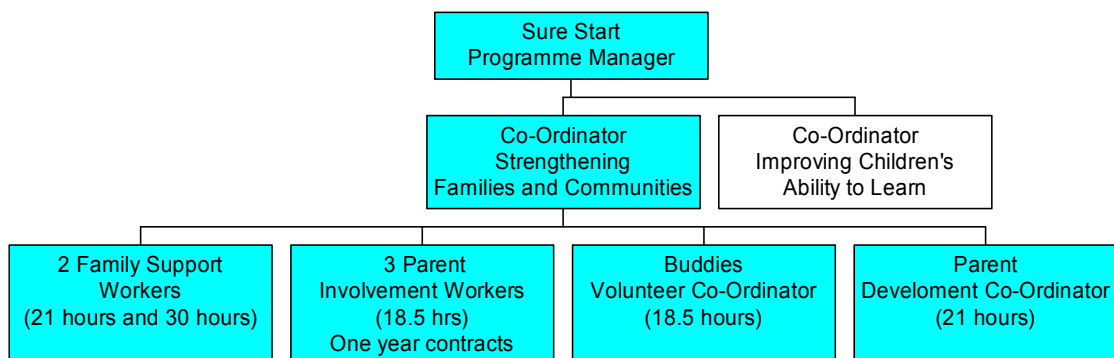 Sure Start
Programme Manager
Co-Ordinator
Strengthening
Families and Communities
Co-Ordinator
Improving Children's
Ability to Learn
2 Family Support
Workers
(21 hours and 30 hours)
3 Parent
Involvement Workers
(18.5 hrs)
One year contracts
Buddies
Volunteer Co-Ordinator
(18.5 hours)
Parent
Develoment Co-Ordinator
(21 hours)